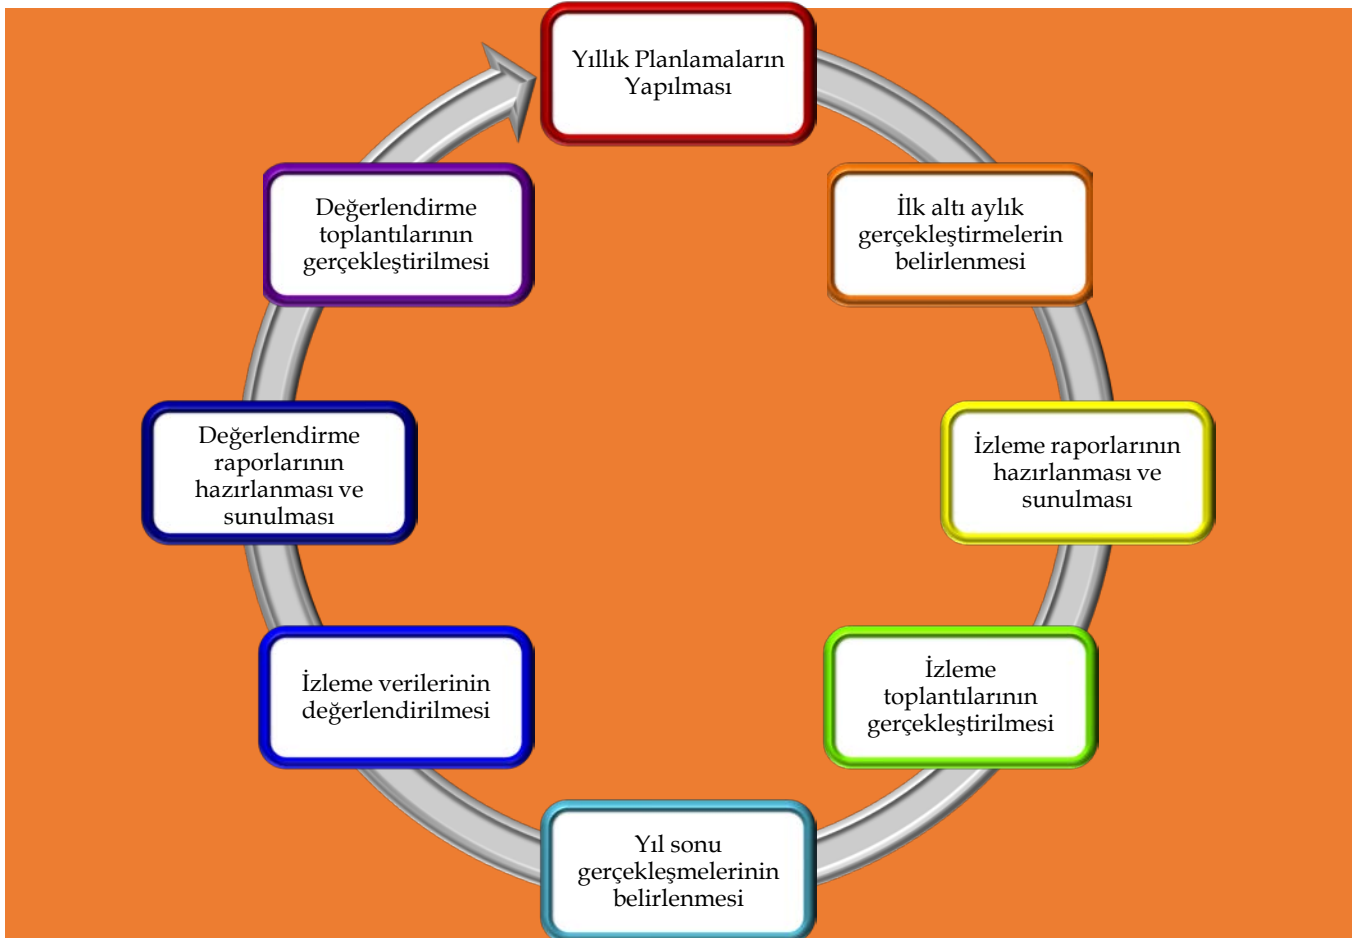 Yıllık Planlamaların
Yapılması
İlk altı aylık
gerçekleştirmelerin
belirlenmesi
İzleme raporlarının
hazırlanması ve
sunulması
İzleme
toplantılarının
gerçekleştirilmesi
Yıl sonu
gerçekleşmelerinin
belirlenmesi
İzleme verilerinin
değerlendirilmesi
Değerlendirme
raporlarının
hazırlanması ve
sunulması
Değerlendirme
toplantılarının
gerçekleştirilmesi